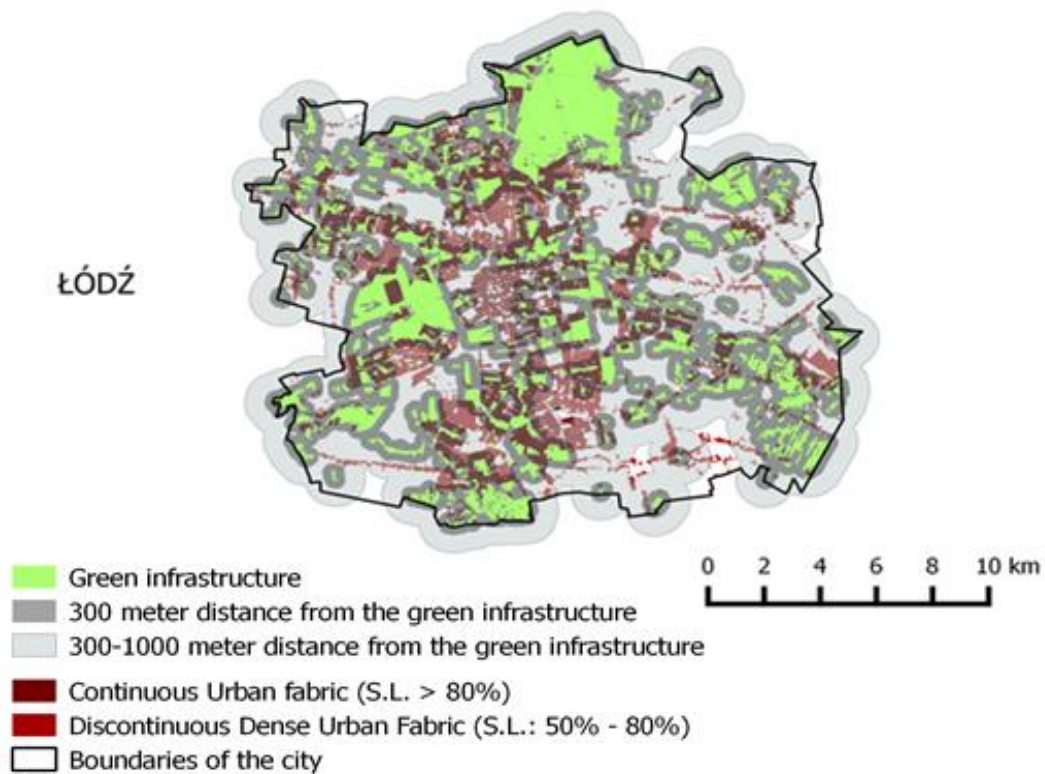 ŁÓDŹ
0 2 4 6 8 10 km
Green infrastructure
300 meter distance from the green infrastructure
300-1000 meter distance from the green infrastructure
Continuous Urban fabric (S.L. > 80%)
Discontinuous Dense Urban Fabric (S.L.: 50% - 80%)
Boundaries of the city